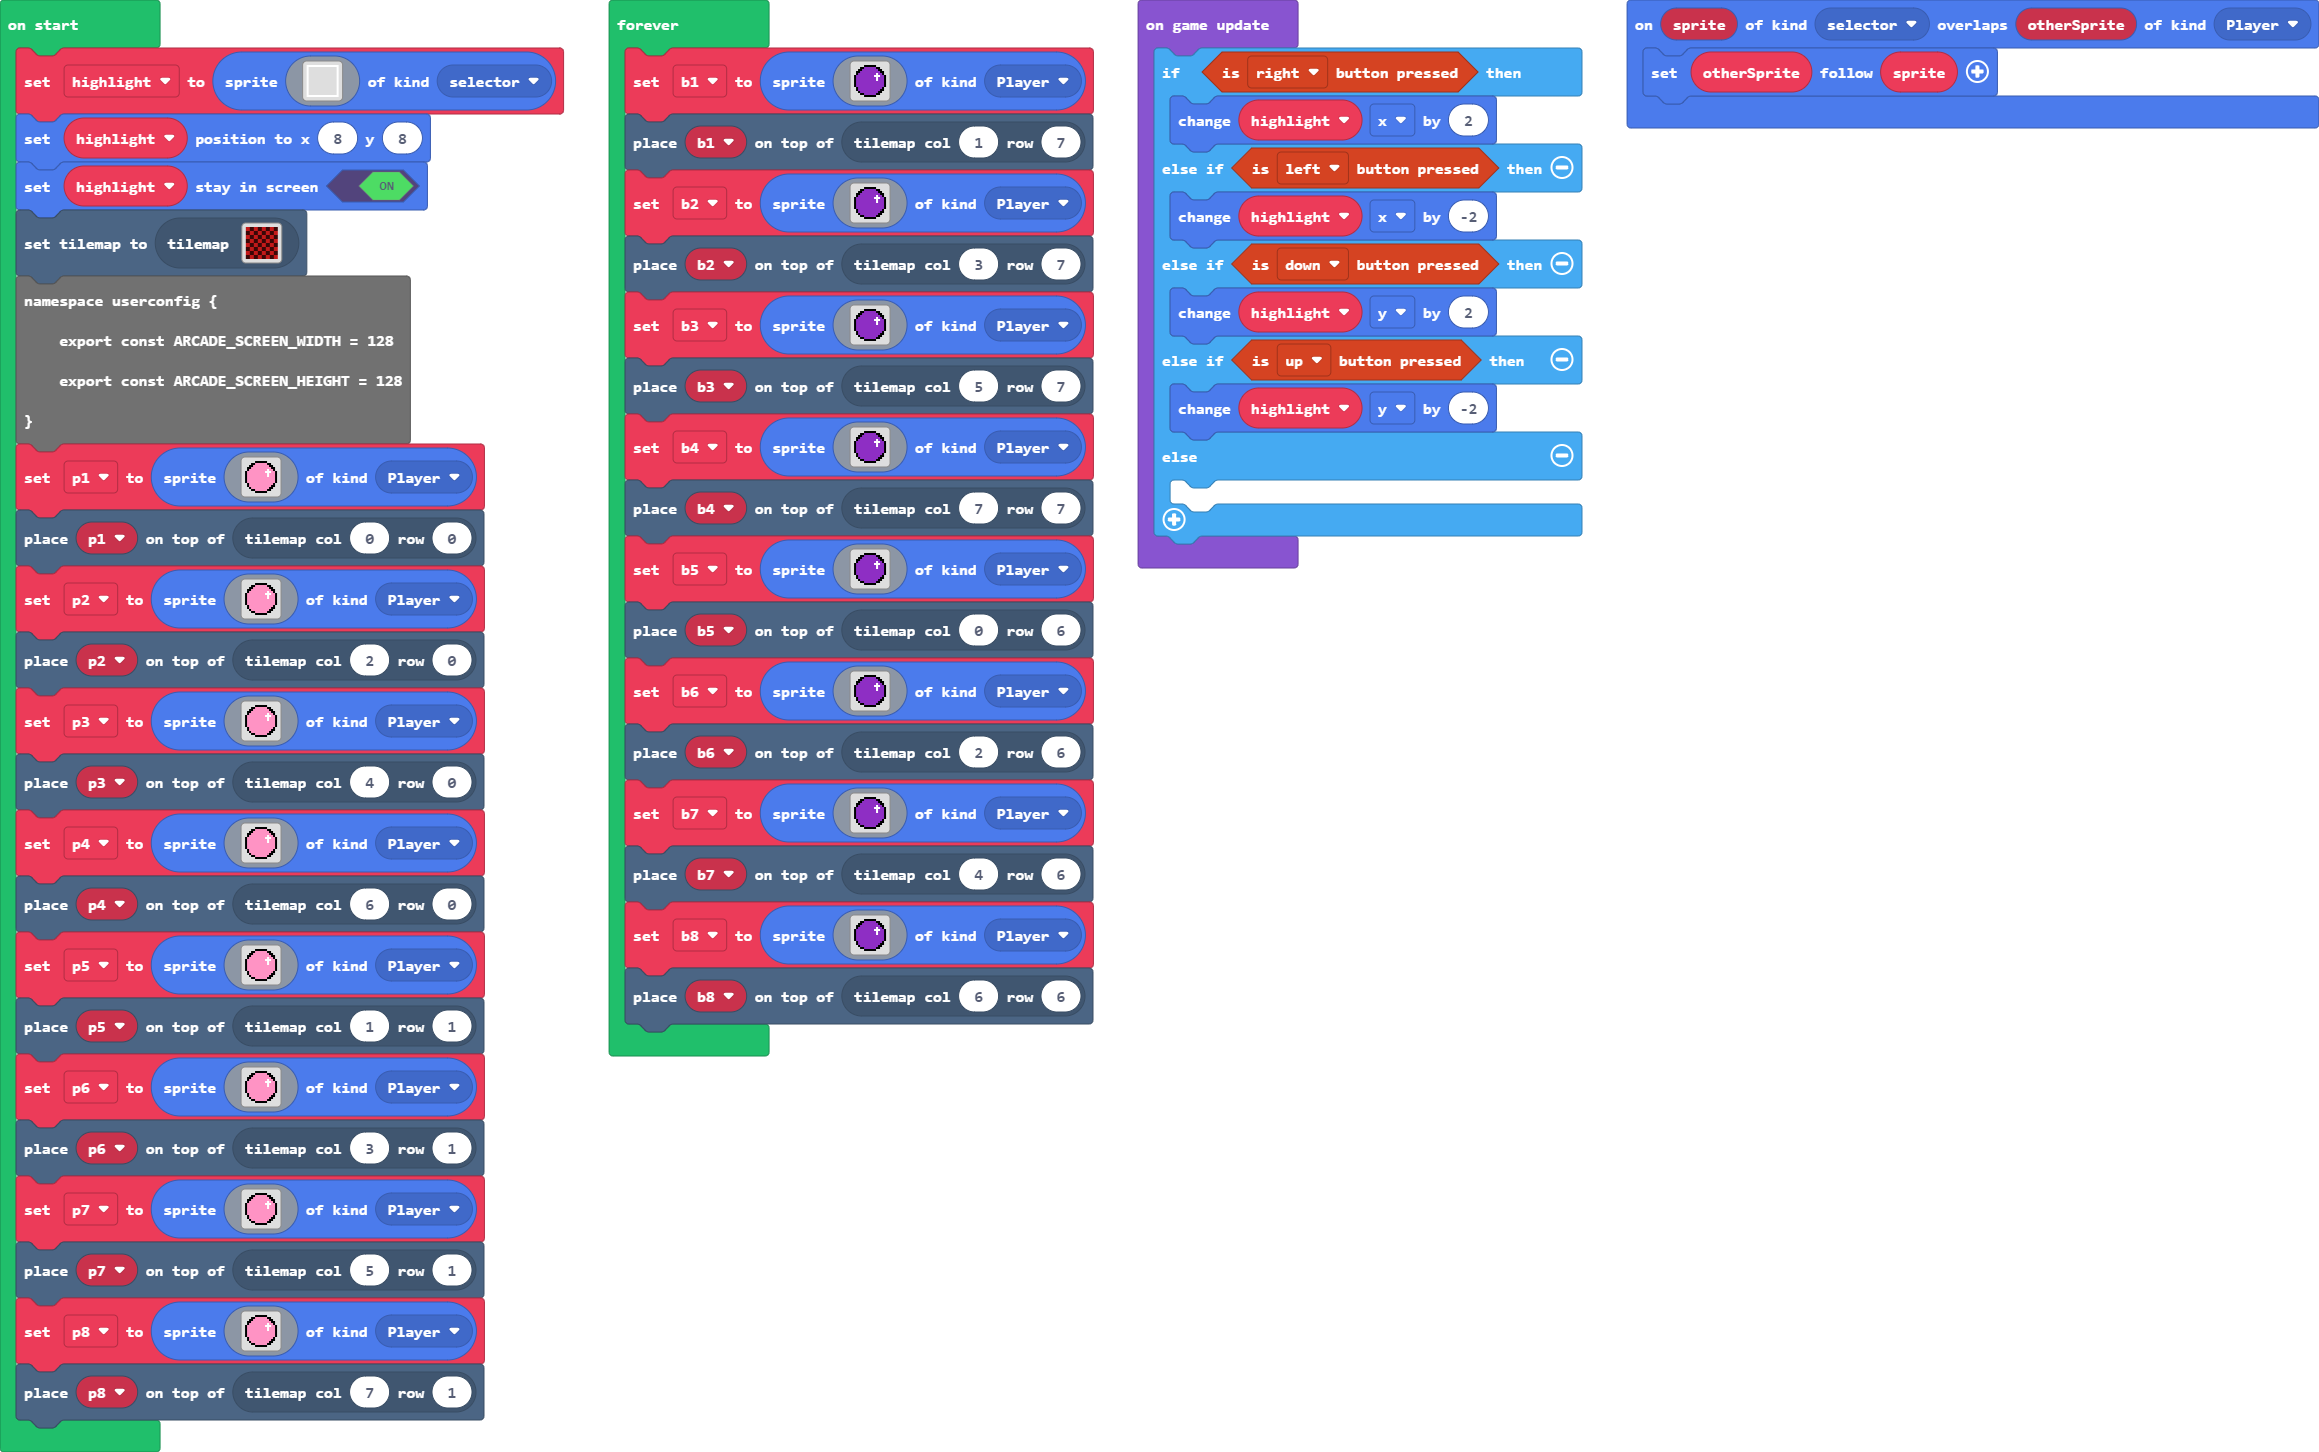 on start
set highlight to sprite of kind selector
set highlight position to x 8 y 8
set highlight stay in screen ON
set tilemap to tilemap
namespace userconfig {
export const ARCADE_SCREEN_WIDTH = 128
export const ARCADE_SCREEN_HEIGHT = 128
}
set p1 to sprite of kind Player
place p1 on top of tilemap col 0 row 0
set p2 to sprite of kind Player
place p2 on top of tilemap col 2 row 0
set p3 to sprite of kind Player
place p3 on top of tilemap col 4 row 0
set p4 to sprite of kind Player
place p4 on top of tilemap col 6 row 0
set p5 to sprite of kind Player
place p5 on top of tilemap col 1 row 1
set p6 to sprite of kind Player
place p6 on top of tilemap col 3 row 1
set p7 to sprite of kind Player
place p7 on top of tilemap col 5 row 1
set p8 to sprite of kind Player
place p8 on top of tilemap col 7 row 1
forever
set b1 to sprite of kind Player
place b1 on top of tilemap col 1 row 7
set b2 to sprite of kind Player
place b2 on top of tilemap col 3 row 7
set b3 to sprite of kind Player
place b3 on top of tilemap col 5 row 7
set b4 to sprite of kind Player
place b4 on top of tilemap col 7 row 7
set b5 to sprite of kind Player
place b5 on top of tilemap col 0 row 6
set b6 to sprite of kind Player
place b6 on top of tilemap col 2 row 6
set b7 to sprite of kind Player
place b7 on top of tilemap col 4 row 6
set b8 to sprite of kind Player
place b8 on top of tilemap col 6 row 6
on game update
if is right button pressed then
change highlight x by 2
else if is left button pressed then
change highlight x by -2
else if is down button pressed then
change highlight y by 2
else if is up button pressed then
change highlight y by -2
else
on sprite of kind selector overlaps otherSprite of kind Player
set otherSprite follow sprite